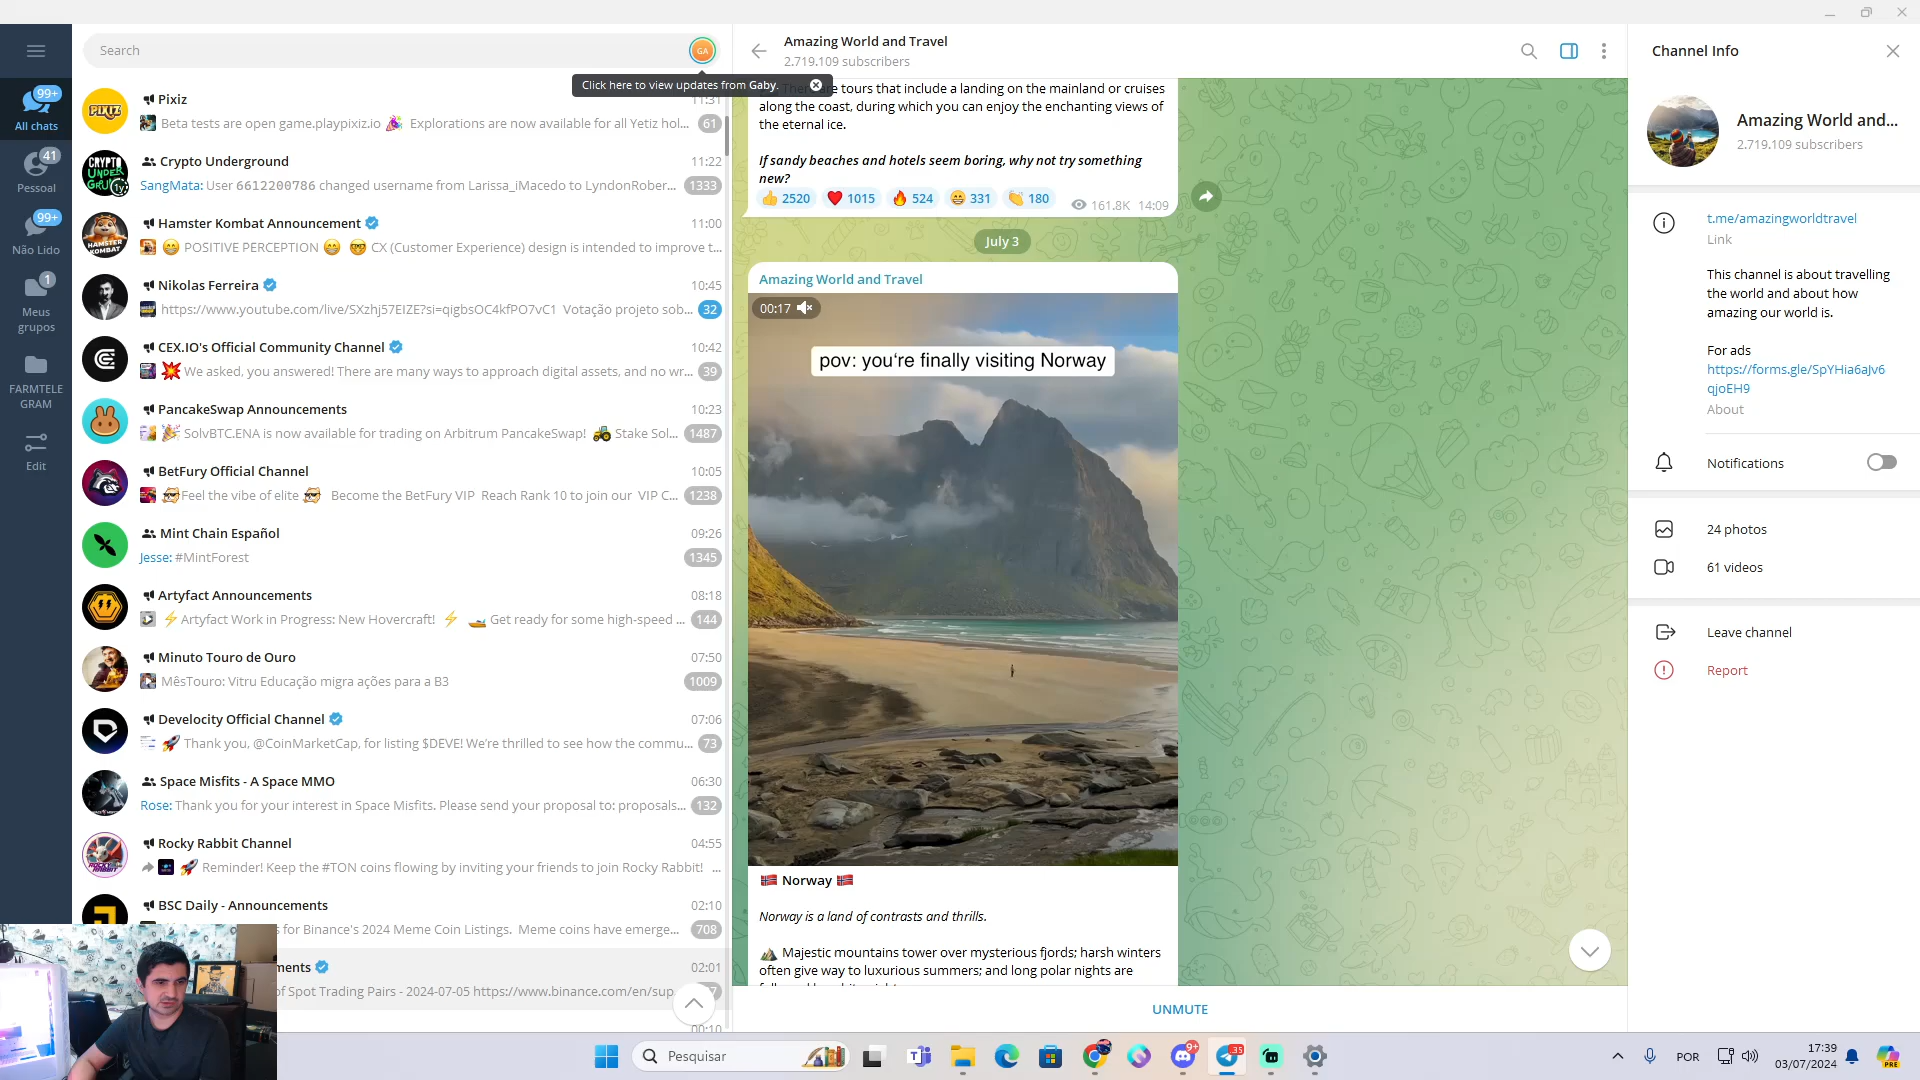 Search
GA
Click here to view updates from Gaby.
99+
All chats
41
Pessoal
99+
Não Lido
1
Meus
grupos
FARMTELE
GRAM
Edit
Pixiz
11:31
Beta tests are open game.playpixiz.io 🎉 Explorations are now available for all Yetiz hol...
61
Crypto Underground
11:22
SangMata: User 6612200786 changed username from Larissa_iMacedo to LyndonRober...
1333
Hamster Kombat Announcement
11:00
😁 POSITIVE PERCEPTION 😁 🤓 CX (Customer Experience) design is intended to improve t...
Nikolas Ferreira
10:45
https://www.youtube.com/live/SXzhj57EIZE?si=qigbsOC4kfPO7vC1 Votação projeto sob...
32
CEX.IO's Official Community Channel
10:42
💥 We asked, you answered! There are many ways to approach digital assets, and no wr...
39
PancakeSwap Announcements
10:23
🎉 SolvBTC.ENA is now available for trading on Arbitrum PancakeSwap! 🚜 Stake Sol...
1487
BetFury Official Channel
10:05
Feel the vibe of elite Become the BetFury VIP Reach Rank 10 to join our VIP C...
1238
Mint Chain Español
09:26
Jesse: #MintForest
1345
Artyfact Announcements
08:18
⚡ Artyfact Work in Progress: New Hovercraft! ⚡ 🚤 Get ready for some high-speed ...
144
Minuto Touro de Ouro
07:50
MêsTouro: Vitru Educação migra ações para a B3
1009
Develocity Official Channel
07:06
🚀 Thank you, @CoinMarketCap, for listing $DEVE! We're thrilled to see how the commu...
73
Space Misfits - A Space MMO
06:30
Rose: Thank you for your interest in Space Misfits. Please send your proposal to: proposals...
132
Rocky Rabbit Channel
04:55
🚀 Reminder! Keep the #TON coins flowing by inviting your friends to join Rocky Rabbit! ...
BSC Daily - Announcements
02:10
for Binance's 2024 Meme Coin Listings. Meme coins have emerge...
708
ments
02:01
of Spot Trading Pairs - 2024-07-05 https://www.binance.com/en/sup
00:10
Amazing World and Travel
2.719.109 subscribers
There are tours that include a landing on the mainland or cruises
along the coast, during which you can enjoy the enchanting views of
the eternal ice.
If sandy beaches and hotels seem boring, why not try something
new?
👍 2520 ❤️ 1015 🔥 524 😁 331 👏 180
161.8K 14:09
July 3
Amazing World and Travel
00:17
pov: you're finally visiting Norway
🇳🇴 Norway 🇳🇴
Norway is a land of contrasts and thrills.
⛰️ Majestic mountains tower over mysterious fjords; harsh winters
often give way to luxurious summers; and long polar nights are
UNMUTE
Channel Info
Amazing World and...
2.719.109 subscribers
t.me/amazingworldtravel
Link
This channel is about travelling
the world and about how
amazing our world is.
For ads
https://forms.gle/SpYHia6aJv6
qjoEH9
About
Notifications
24 photos
61 videos
Leave channel
Report
Pesquisar
9+
35
POR
17:39
03/07/2024
PRE